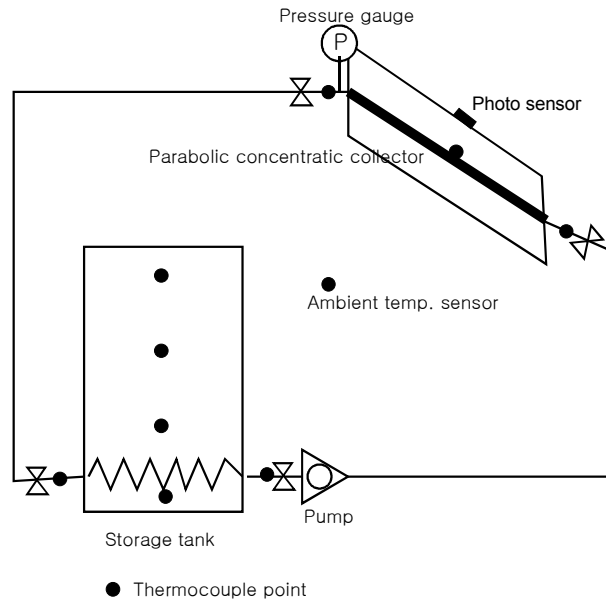 Pressure gauge
P
Photo sensor
Parabolic concentratic collector
Ambient temp. sensor
Pump
Storage tank
Thermocouple point